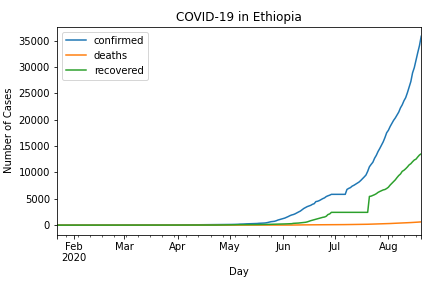 COVID-19 in Ethiopia
confirmed
deaths
recovered
Number of Cases
35000
30000
25000
20000
15000
10000
5000
0
Feb
2020
Mar
Apr
May
Jun
Jul
Aug
Day